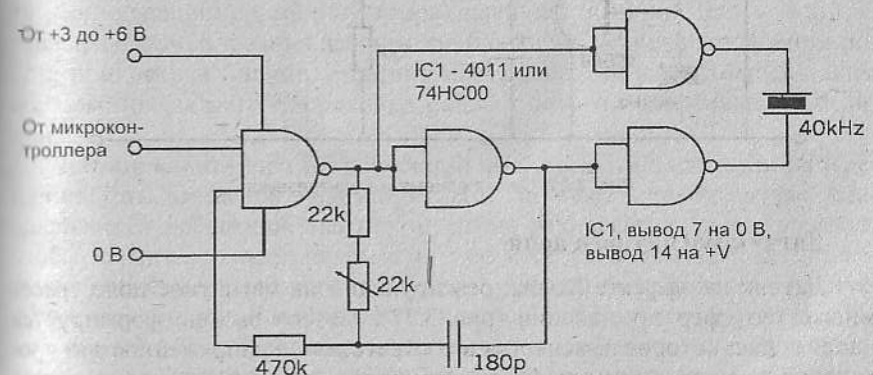 От +3 до +6 В
IC1 - 4011 или
74HC00
От микрокон-
троллера
40kHz
22k
IC1, вывод 7 на 0 В,
вывод 14 на +V
0 В
22k
470k
180p